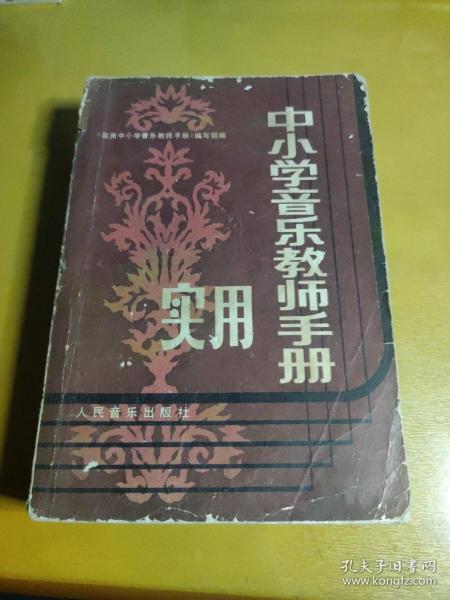 《实用中小学音乐教师手册》编写组编
中小学音乐教师手册
实用
人民音乐出版社
孔夫子旧书网
www.kongfz.com